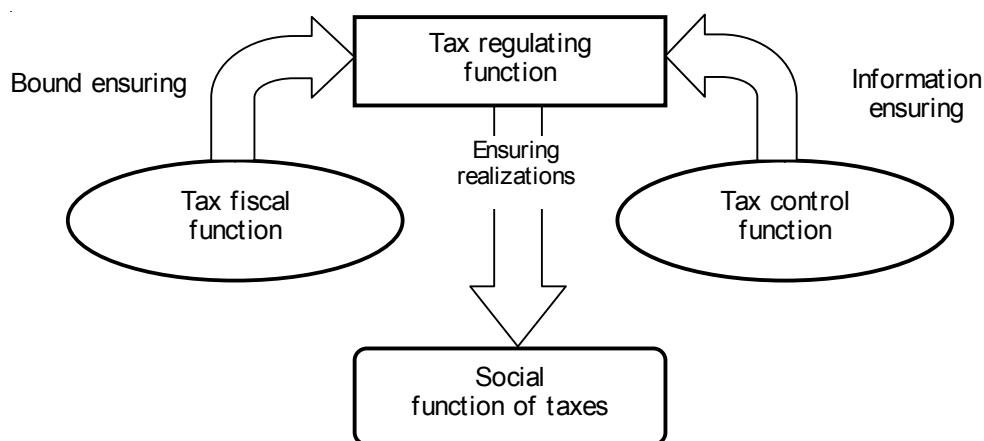 Tax regulating
function
Bound ensuring
Information
ensuring
Ensuring
realizations
Tax fiscal
function
Tax control
function
Social
function of taxes